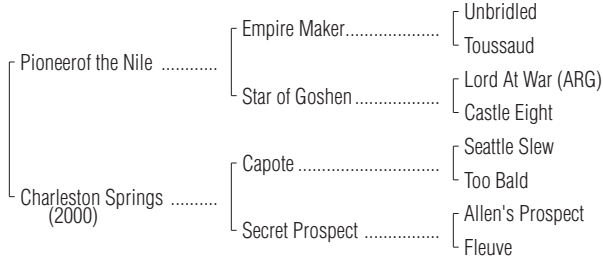 Unbridled
Empire Maker.....................
Toussaud
Pioneerof the Nile ............
Lord At War (ARG)
Star of Goshen...................
Castle Eight
Seattle Slew
Capote ................................
Too Bald
Charleston Springs ..........
(2000)
Allen's Prospect
Secret Prospect .................
Fleuve